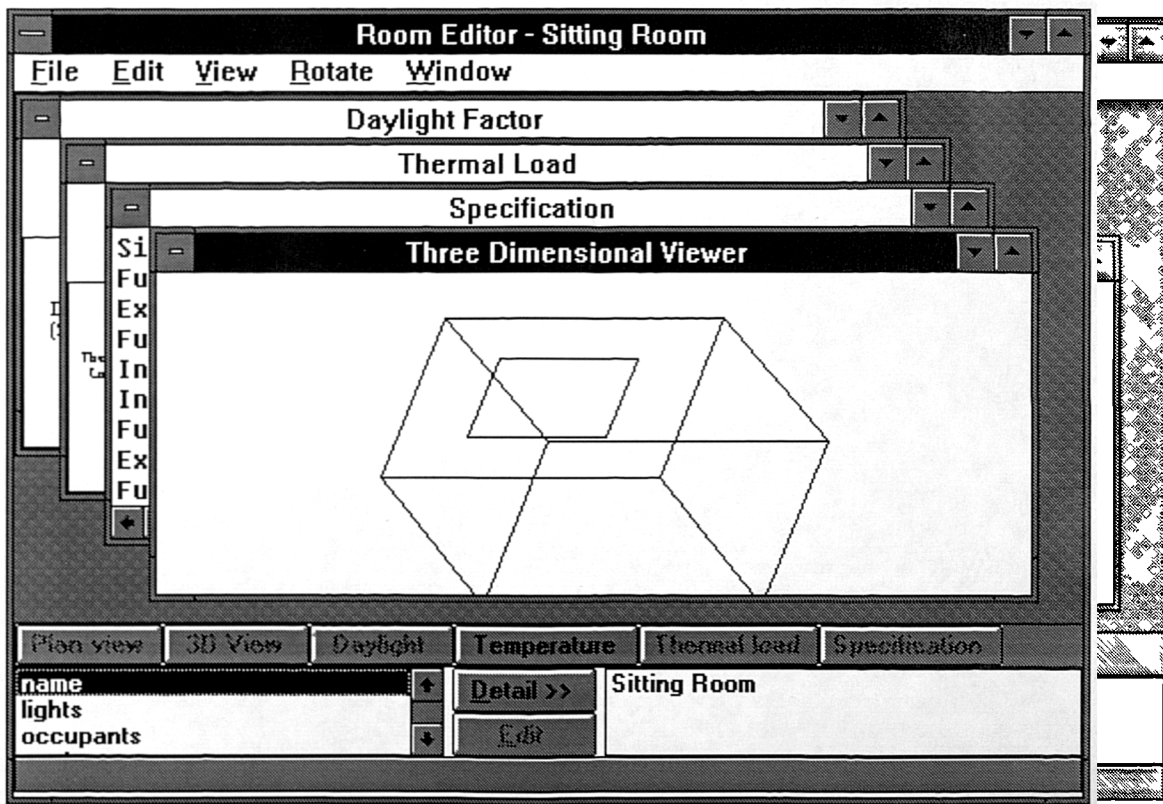 Room Editor - Sitting Room
File Edit View Rotate Window
Daylight Factor
Thermal Load
Specification
Three Dimensional Viewer
Si
Fu
Ex
Fu
In
In
Fu
Ex
Fu
Plan view 3D View Daylight Temperature Thermal load Specification
name
lights
occupants
Detail >>
Edit
Sitting Room